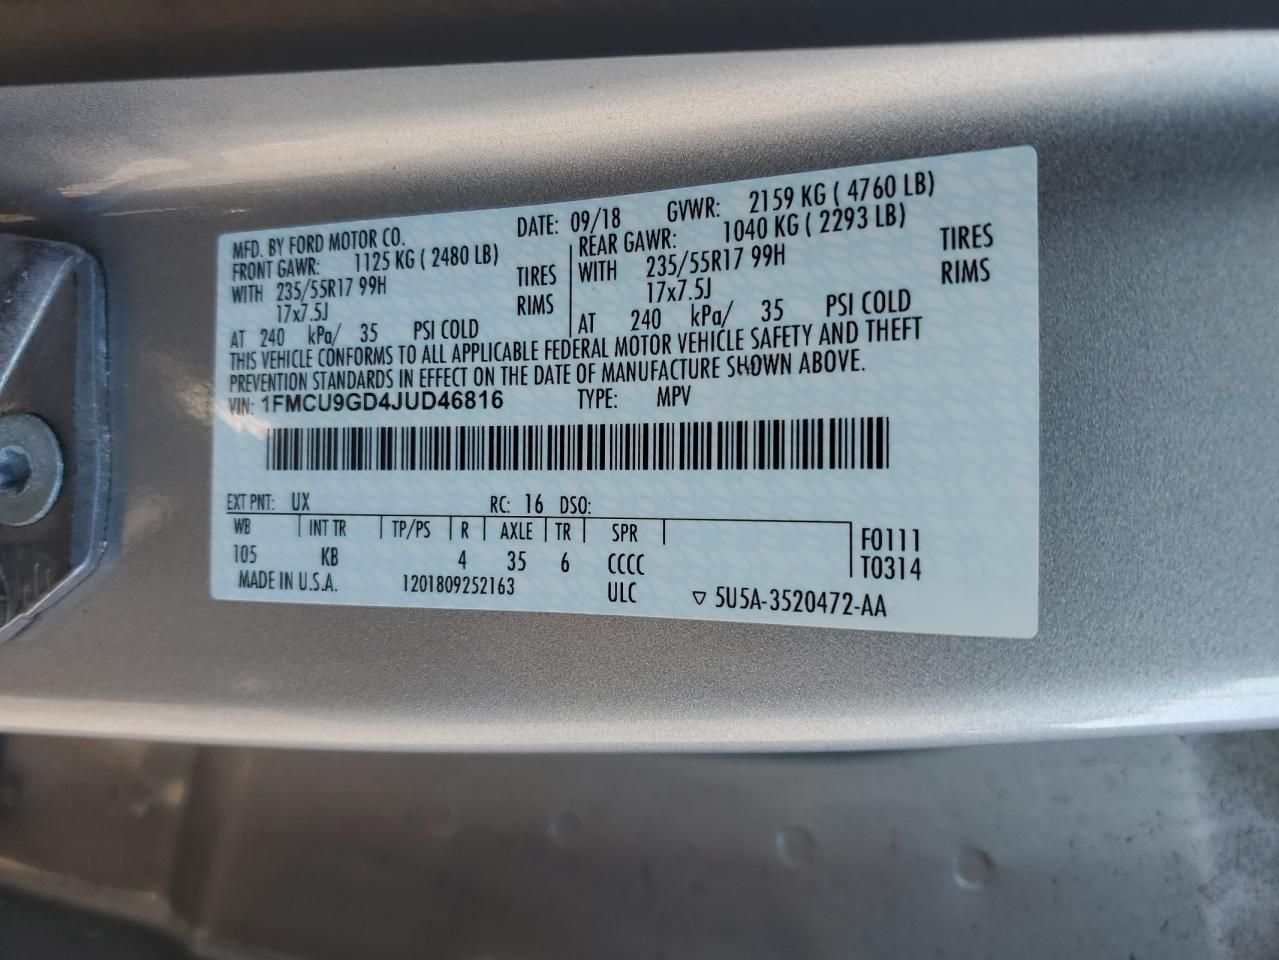 MFD. BY FORD MOTOR CO. DATE: 09/18 GVWR: 2159 KG ( 4760 LB)
FRONT GAWR: 1125 KG ( 2480 LB) REAR GAWR: 1040 KG ( 2293 LB)
WITH 235/55R17 99H TIRES WITH 235/55R17 99H TIRES
17x7.5J RIMS 17x7.5J RIMS
AT 240 kPa/ 35 PSI COLD AT 240 kPa/ 35 PSI COLD
THIS VEHICLE CONFORMS TO ALL APPLICABLE FEDERAL MOTOR VEHICLE SAFETY AND THEFT
PREVENTION STANDARDS IN EFFECT ON THE DATE OF MANUFACTURE SHOWN ABOVE.
VIN: 1FMCU9GD4JUD46816 TYPE: MPV
EXT PNT: UX RC: 16 DSO:
WB INT TR TP/PS R AXLE TR SPR F0111
105 KB 4 35 6 CCCC T0314
MADE IN U.S.A. 1201809252163 ULC ▽ 5U5A-3520472-AA